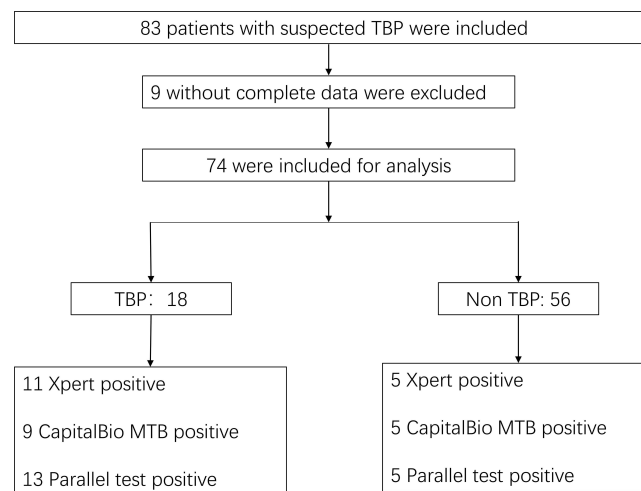 83 patients with suspected TBP were included
9 without complete data were excluded
74 were included for analysis
TBP： 18
Non TBP: 56
11 Xpert positive
9 CapitalBio MTB positive
13 Parallel test positive
5 Xpert positive
5 CapitalBio MTB positive
5 Parallel test positive